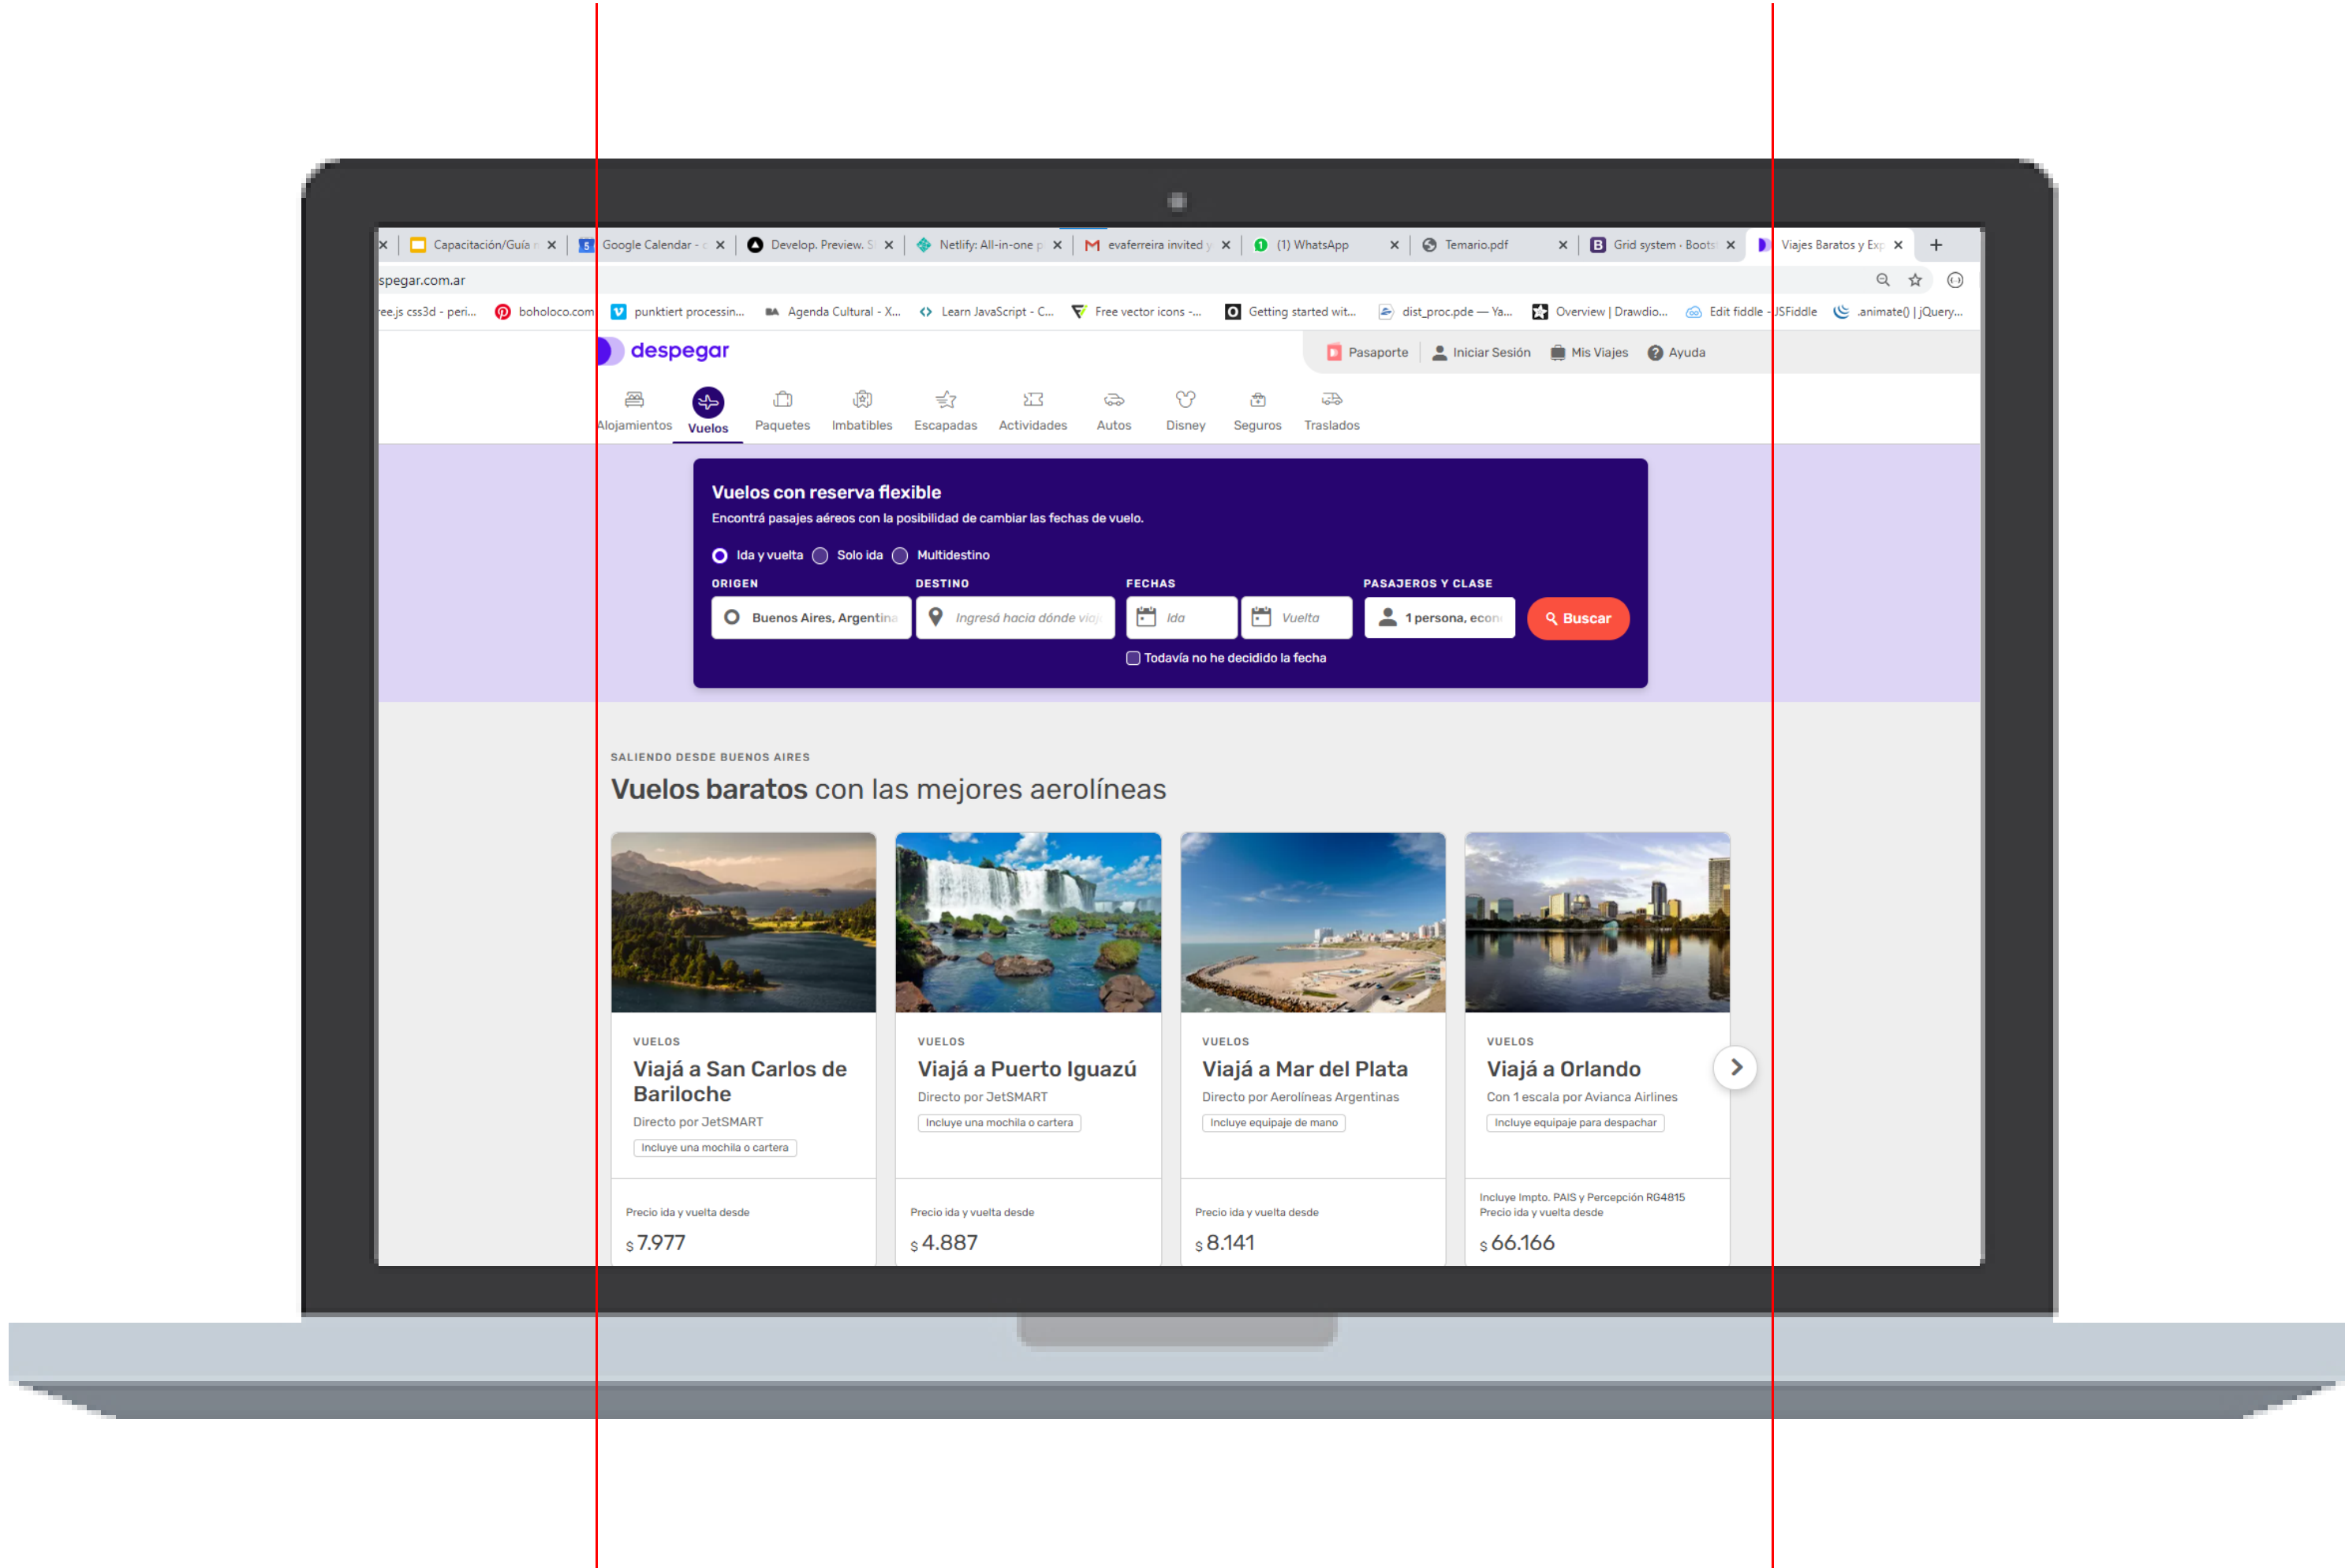 Capacitación/Guía
5 Google Calendar -
Develop. Preview. S
Netlify: All-in-one p
evaferreira invited y
(1) WhatsApp
Temario.pdf
B Grid system · Boots
Viajes Baratos y Exp
spegar.com.ar
ree.js css3d - peri...
boholoco.com
punktiert processin...
BA Agenda Cultural - X...
Learn JavaScript - C...
Free vector icons -...
Getting started wit...
dist_proc.pde — Ya...
Overview | Drawdio...
Edit fiddle - JSFiddle
.animate() | jQuery...
despegar
Pasaporte Iniciar Sesión Mis Viajes Ayuda
Alojamientos Vuelos Paquetes Imbatibles Escapadas Actividades Autos Disney Seguros Traslados
Vuelos con reserva flexible
Encontrá pasajes aéreos con la posibilidad de cambiar las fechas de vuelo.
Ida y vuelta Solo ida Multidestino
ORIGEN DESTINO FECHAS PASAJEROS Y CLASE
Buenos Aires, Argentina Ingresá hacia dónde viaj Ida Vuelta 1 persona, econ Buscar
Todavía no he decidido la fecha
SALIENDO DESDE BUENOS AIRES
Vuelos baratos con las mejores aerolíneas
VUELOS
Viajá a San Carlos de
Bariloche
Directo por JetSMART
Incluye una mochila o cartera
Precio ida y vuelta desde
$ 7.977
VUELOS
Viajá a Puerto Iguazú
Directo por JetSMART
Incluye una mochila o cartera
Precio ida y vuelta desde
$ 4.887
VUELOS
Viajá a Mar del Plata
Directo por Aerolíneas Argentinas
Incluye equipaje de mano
Precio ida y vuelta desde
$ 8.141
VUELOS
Viajá a Orlando
Con 1 escala por Avianca Airlines
Incluye equipaje para despachar
Incluye Impto. PAIS y Percepción RG4815
Precio ida y vuelta desde
$ 66.166